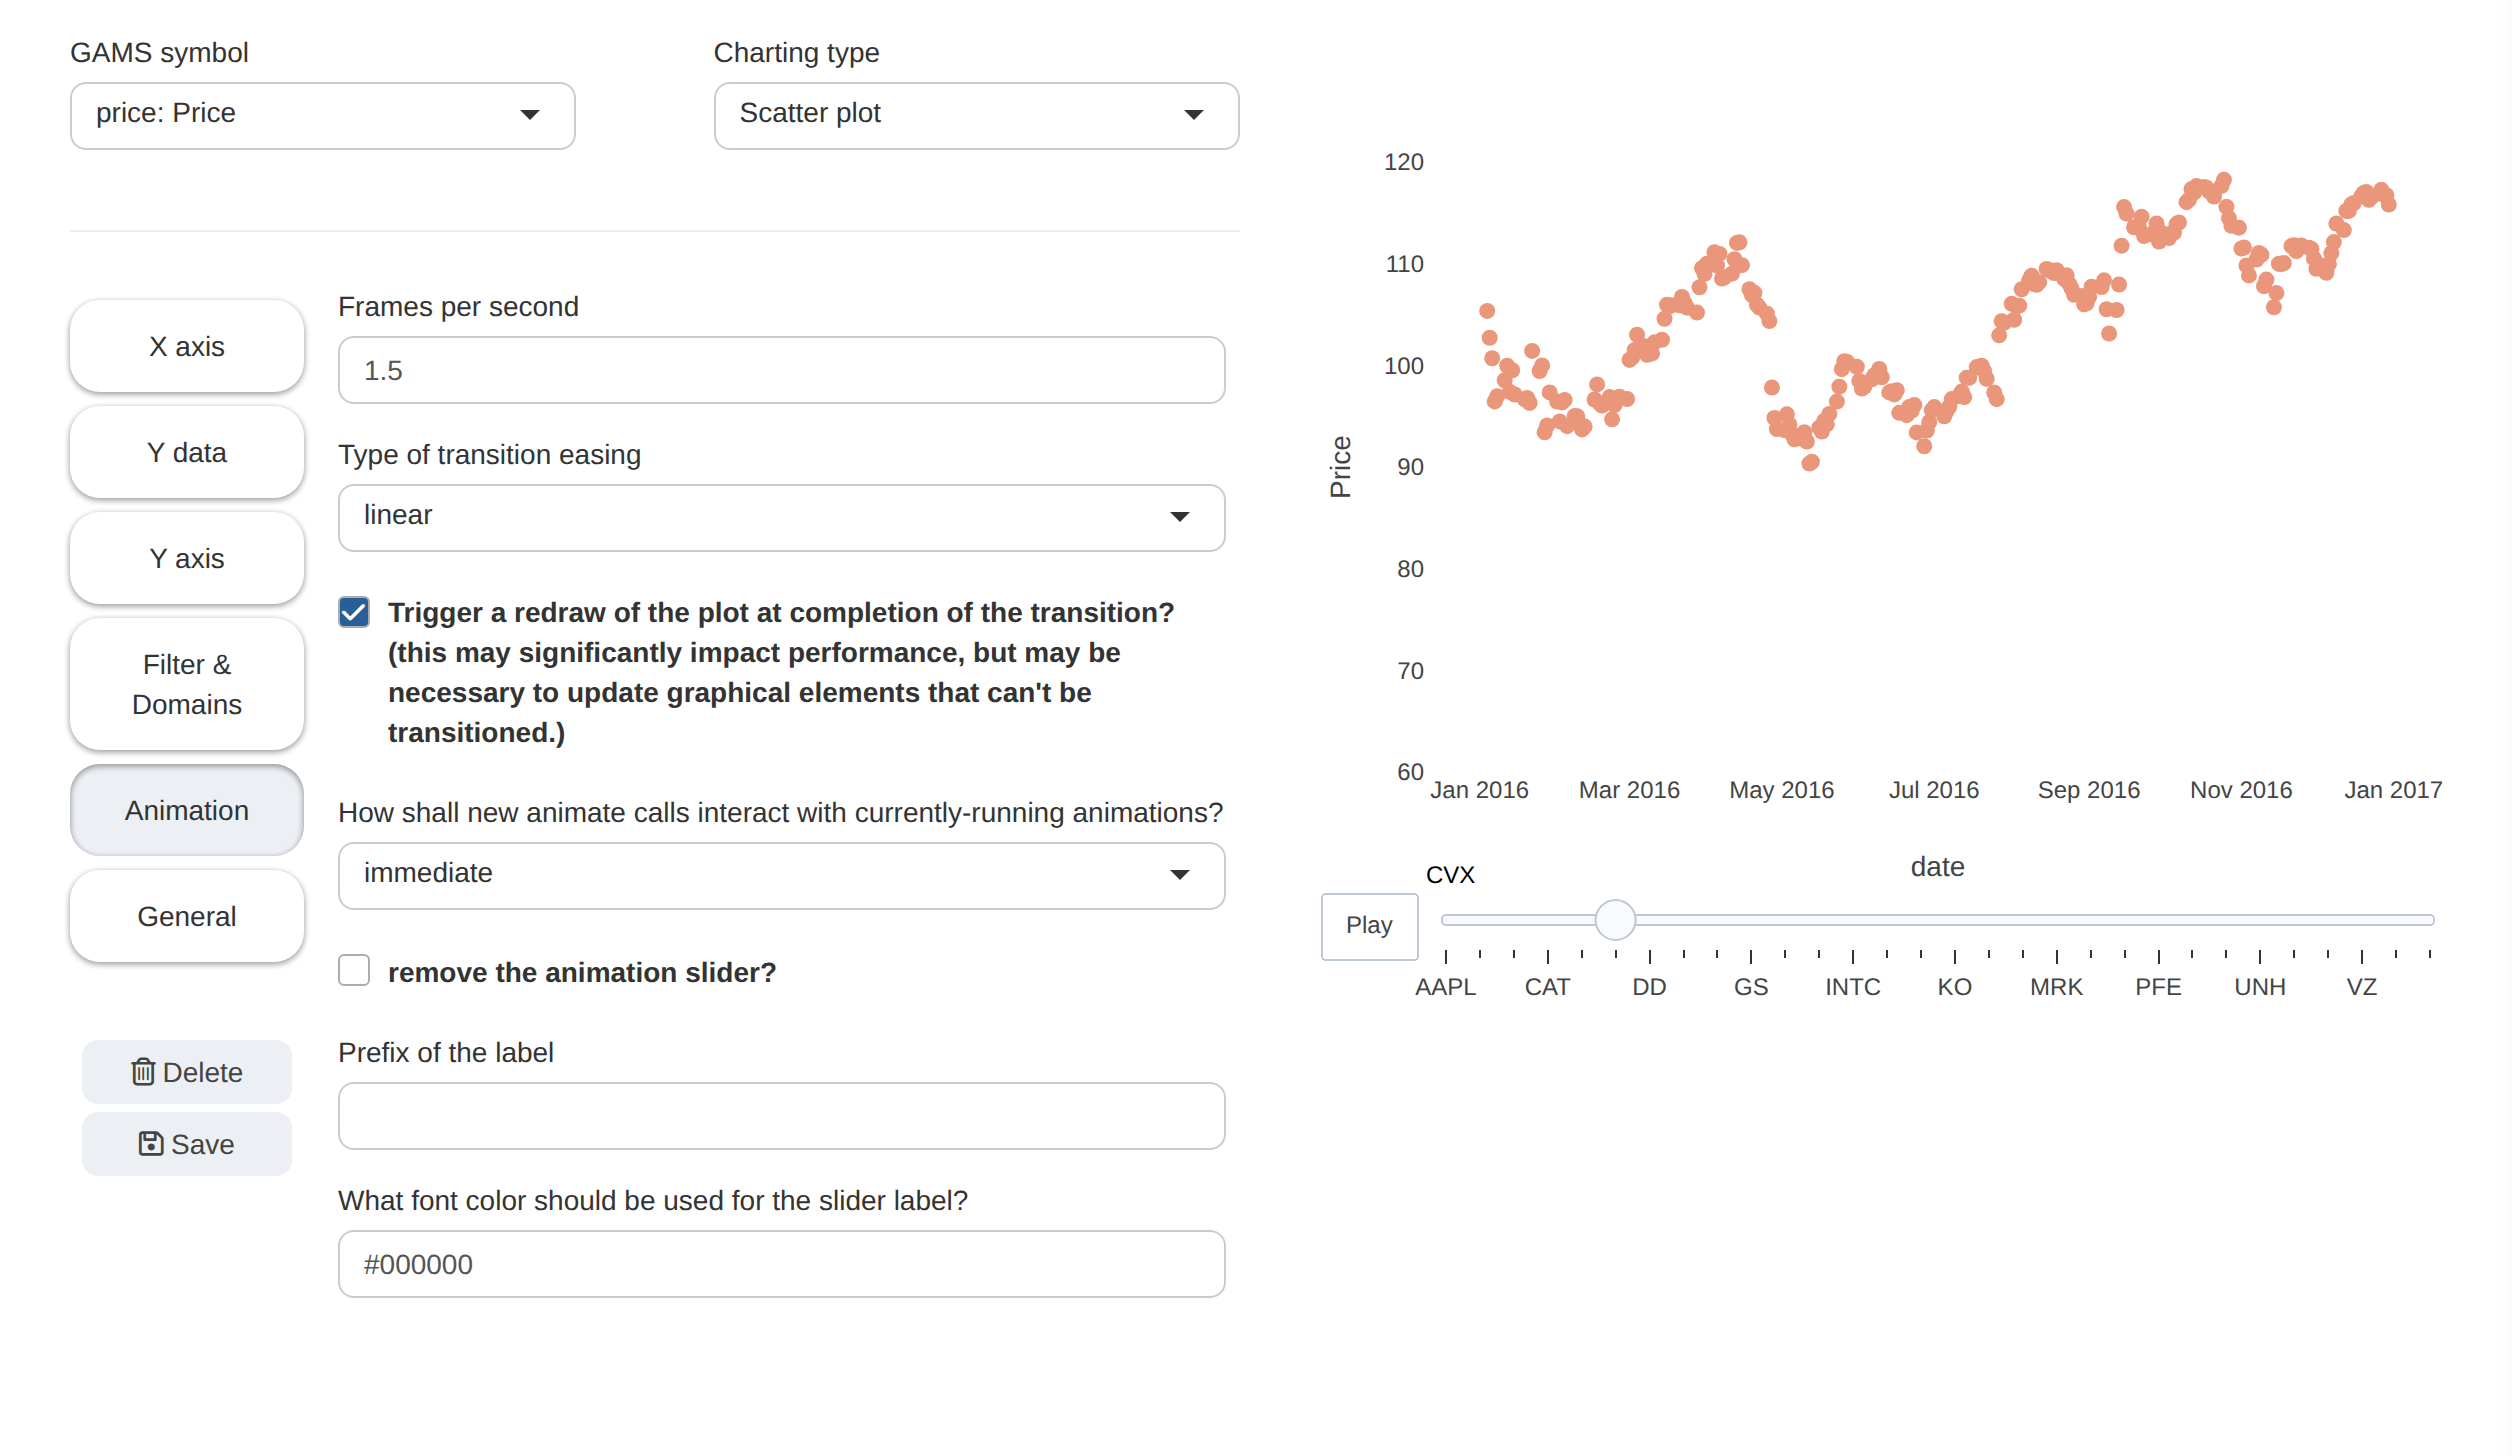 GAMS symbol
price: Price
Charting type
Scatter plot
X axis
Y data
Y axis
Filter &
Domains
Animation
General
Delete
Save
Frames per second
1.5
Type of transition easing
linear
Trigger a redraw of the plot at completion of the transition?
(this may significantly impact performance, but may be
necessary to update graphical elements that can't be
transitioned.)
How shall new animate calls interact with currently-running animations?
immediate
remove the animation slider?
Prefix of the label
What font color should be used for the slider label?
#000000
Price
120
110
100
90
80
70
60
Jan 2016 Mar 2016 May 2016 Jul 2016 Sep 2016 Nov 2016 Jan 2017
date
CVX
Play
AAPL CAT DD GS INTC KO MRK PFE UNH VZ